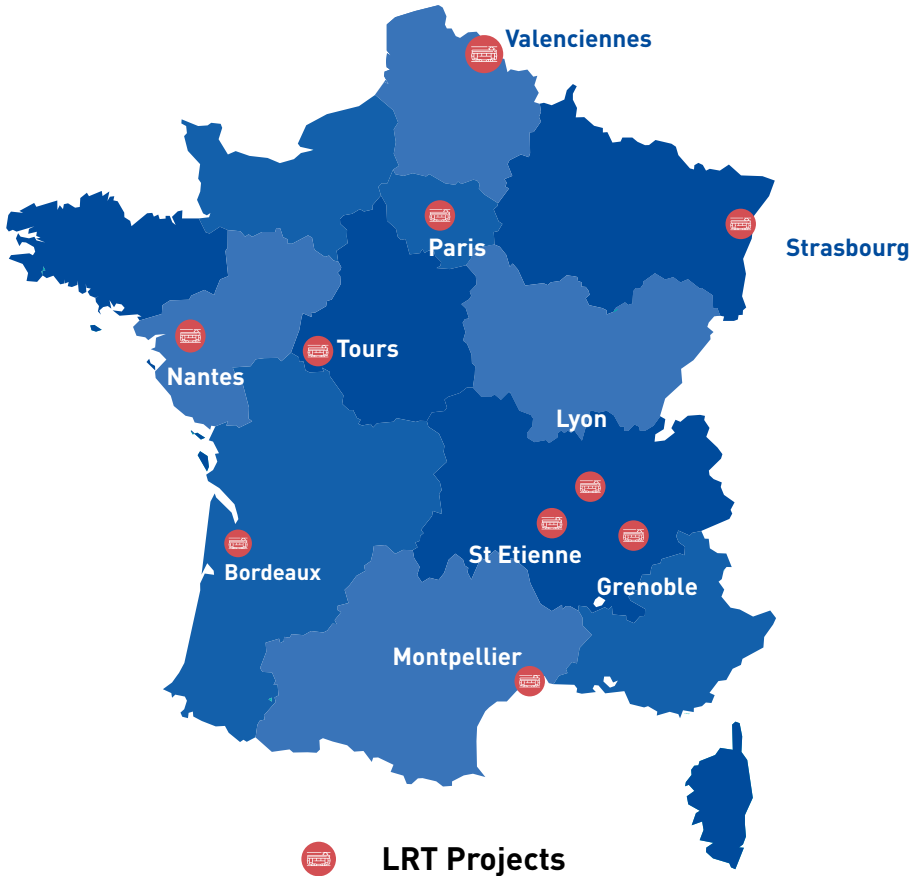 Valenciennes
Paris
Strasbourg
Tours
Nantes
Lyon
St Etienne
Bordeaux
Grenoble
Montpellier
LRT Projects